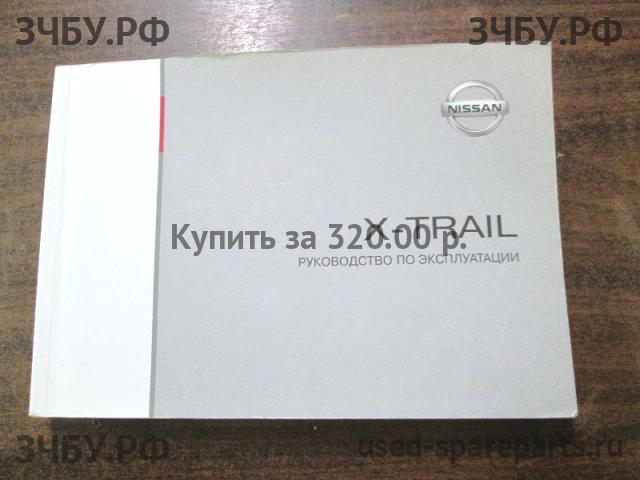 ЗЧБУ.РФ
ЗЧБУ.РФ
NISSAN
X-TRAIL
Купить за 320.00 р.
РУКОВОДСТВО ПО ЭКСПЛУАТАЦИИ
ЗЧБУ.РФ
used-spareparts.ru